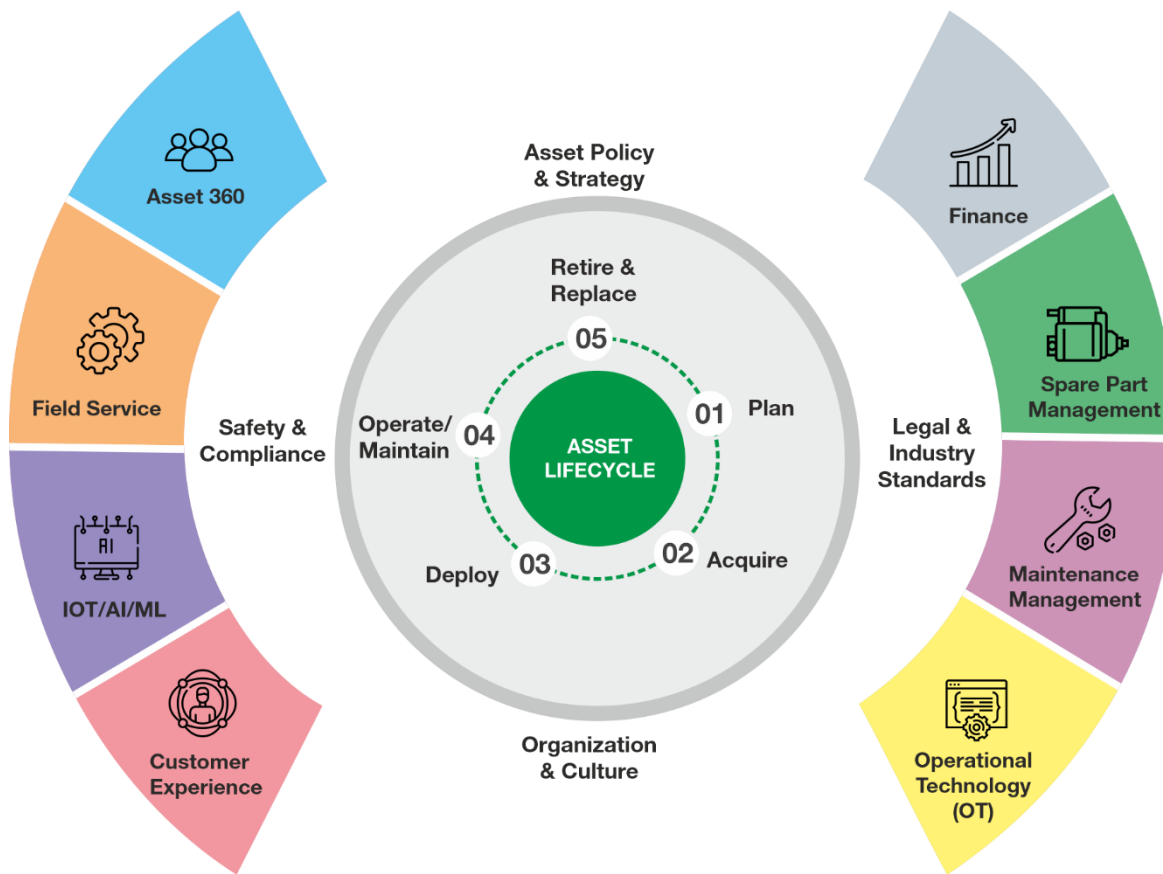 Asset 360
Field Service
AI
IOT/AI/ML
Customer
Experience
Safety &
Compliance
Asset Policy
& Strategy
Retire &
Replace
05
01
Plan
Operate/
Maintain
04
ASSET
LIFECYCLE
02
Acquire
Deploy
03
Organization
& Culture
Legal &
Industry
Standards
Finance
Spare Part
Management
Maintenance
Management
Operational
Technology
(OT)